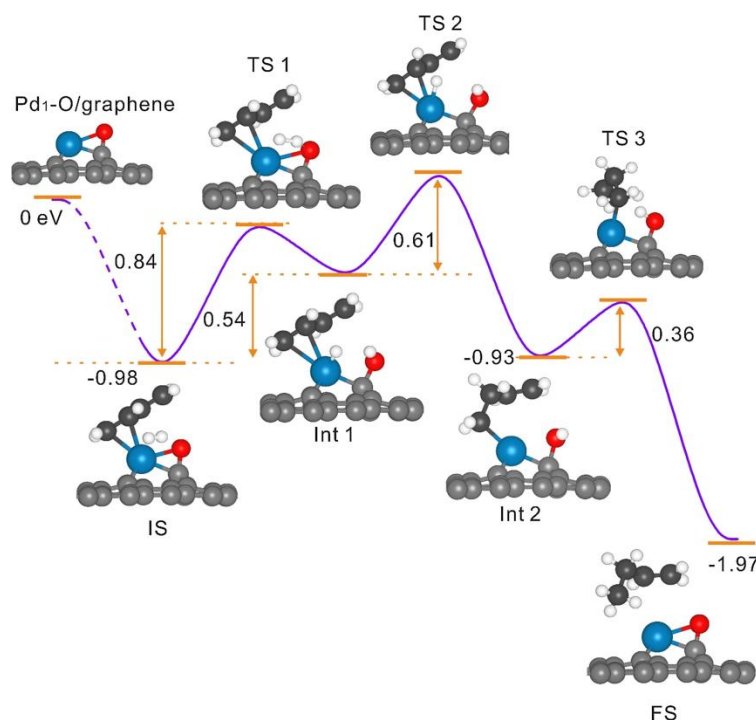 TS 2
TS 1
Pd₁-O/graphene
TS 3
0 eV
0.84
0.61
0.54
0.36
-0.98
-0.93
Int 1
IS
Int 2
-1.97
FS